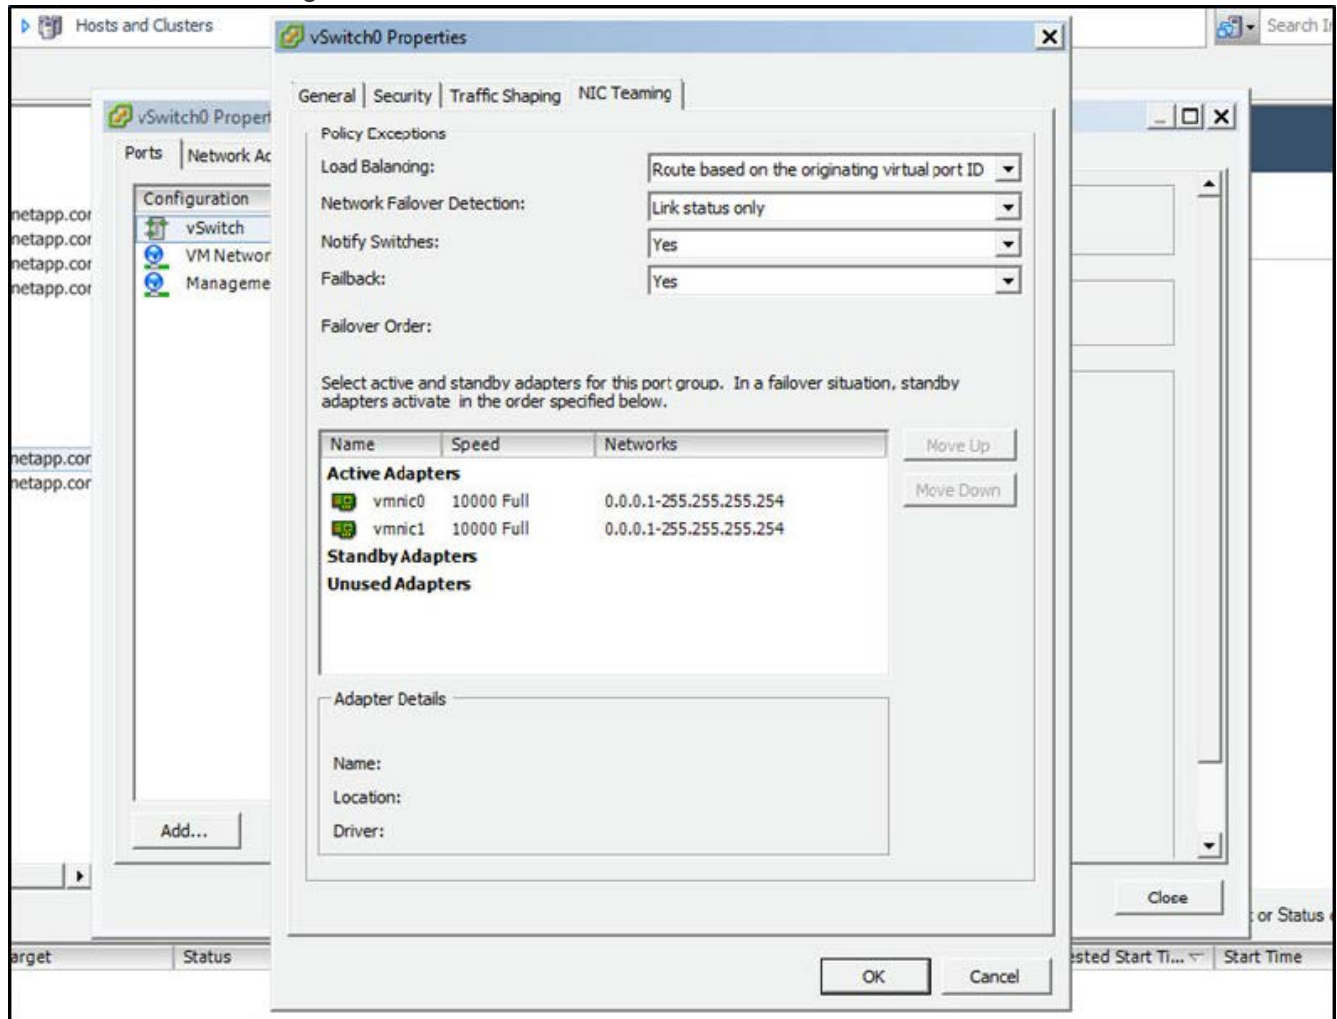 Hosts and Clusters
Search I
vSwitch0 Properties
General Security Traffic Shaping NIC Teaming
vSwitch0 Proper
Ports Network Ac
Policy Exceptions
Load Balancing: Route based on the originating virtual port ID
Configuration
Network Failover Detection: Link status only
netapp.cor
vSwitch
netapp.cor
Notify Switches: Yes
VM Networ
netapp.cor
Failback: Yes
Manageme
netapp.cor
Failover Order:
Select active and standby adapters for this port group. In a failover situation, standby
adapters activate in the order specified below.
Name Speed Networks Move Up
netapp.cor
Active Adapters
netapp.cor
Move Down
vmnic0 10000 Full 0.0.0.1-255.255.255.254
vmnic1 10000 Full 0.0.0.1-255.255.255.254
Standby Adapters
Unused Adapters
Adapter Details
Name:
Location:
Add... Driver:
Close
or Status
arget Status ested Start Ti... Start Time
OK Cancel